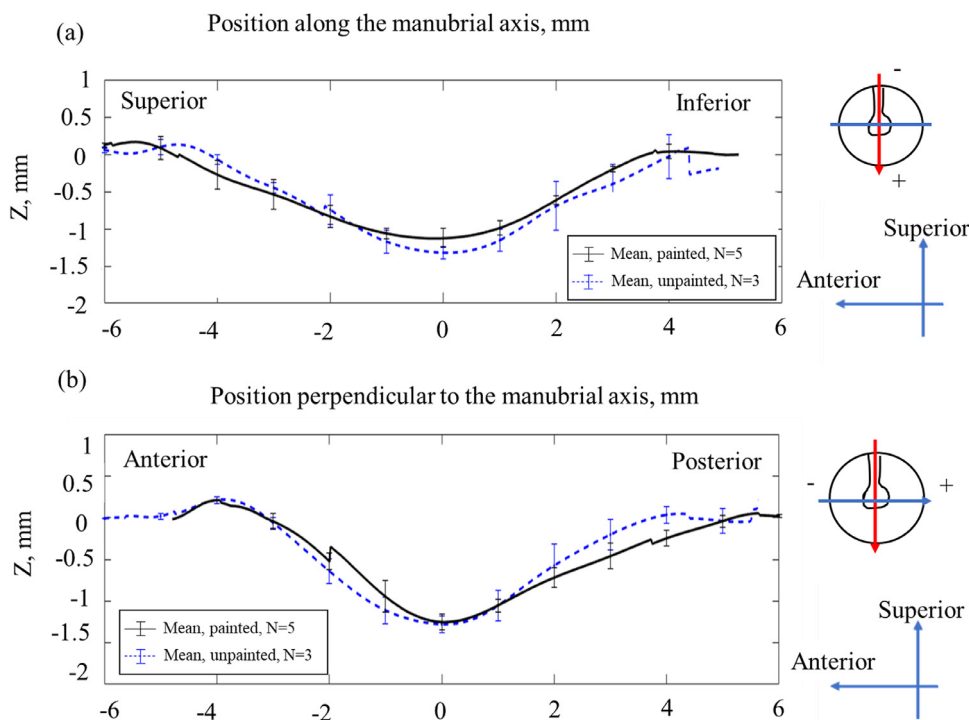 (a)
Position along the manubrial axis, mm
1
0.5
0
-0.5
-1
-1.5
-2
Z, mm
Superior
Inferior
Mean, painted, N=5
Mean, unpainted, N=3
-6
-4
-2
0
2
4
6
-
+
Superior
Anterior
(b)
Position perpendicular to the manubrial axis, mm
1
0.5
0
-0.5
-1
-1.5
-2
Z, mm
Anterior
Posterior
Mean, painted, N=5
Mean, unpainted, N=3
-6
-4
-2
0
2
4
6
-
+
Superior
Anterior